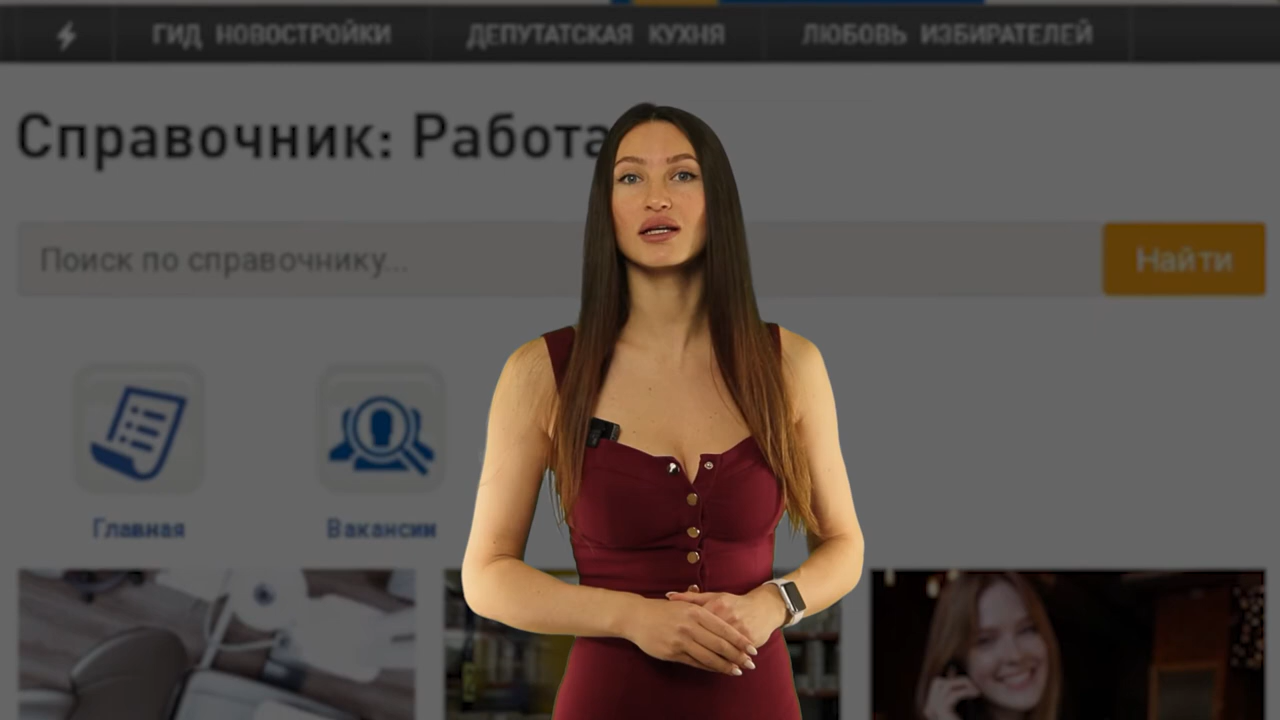 ГИД НОВОСТРОЙКИ ДЕПУТАТСКАЯ КУХНЯ ЛЮБОВЬ ИЗБИРАТЕЛЕЙ
Справочник: Работа
Поиск по справочнику... Найти
Главная Вакансии